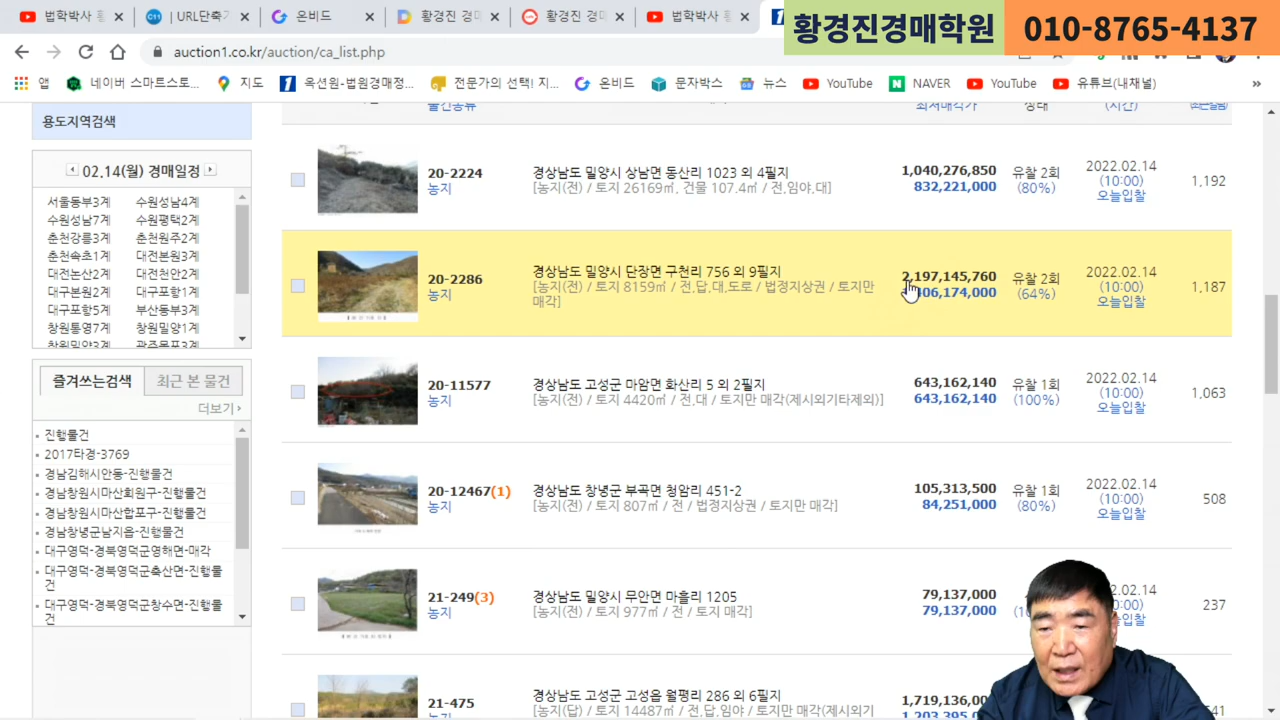 법학박사 황
| URL단축기
온비드
황경진 경매
황경진 경매
법학박사 황
황경진경매학원
010-8765-4137
auction1.co.kr/auction/ca_list.php
앱
네이버 스마트스토...
지도
옥션원-법원경매정...
전문가의 선택! 지...
온비드
문자박스
뉴스
YouTube
NAVER
YouTube
유튜브(내채널)
»
물건종류
최저매각가
상태
(시간)
용도지역검색
02.14(월) 경매일정
서울동부3계 수원성남4계
수원성남7계 수원평택2계
춘천강릉3계 춘천원주2계
춘천속초1계 대전본원3계
대전논산2계 대전천안2계
대구본원2계 대구포항1계
대구포항5계 부산동부3계
창원통영7계 창원밀양1계
창원밀양3계 광주목포3계
즐겨쓰는검색 최근 본 물건
더보기 ›
진행물건
2017타경-3769
경남김해시안동-진행물건
경남창원시마산회원구-진행물건
경남창원시마산합포구-진행물건
경남창녕군남지읍-진행물건
대구영덕-경북영덕군영해면-매각
대구영덕-경북영덕군축산면-진행물
건
대구영덕-경북영덕군창수면-진행물
건
20-2224
농지
경상남도 밀양시 상남면 동산리 1023 외 4필지
[농지(전) / 토지 26169㎡, 건물 107.4㎡ / 전,임야,대]
1,040,276,850
832,221,000
유찰 2회
(80%)
2022.02.14
(10:00)
오늘입찰
1,192
20-2286
농지
경상남도 밀양시 단장면 구천리 756 외 9필지
[농지(전) / 토지 8159㎡ / 전,답,대,도로 / 법정지상권 / 토지만
매각]
2,197,145,760
406,174,000
유찰 2회
(64%)
2022.02.14
(10:00)
오늘입찰
1,187
20-11577
농지
경상남도 고성군 마암면 화산리 5 외 2필지
[농지(전) / 토지 4420㎡ / 전,대 / 토지만 매각(제시외기타제외)]
643,162,140
643,162,140
유찰 1회
(100%)
2022.02.14
(10:00)
오늘입찰
1,063
20-12467(1)
농지
경상남도 창녕군 부곡면 청암리 451-2
[농지(전) / 토지 807㎡ / 전 / 법정지상권 / 토지만 매각]
105,313,500
84,251,000
유찰 1회
(80%)
2022.02.14
(10:00)
오늘입찰
508
21-249(3)
농지
경상남도 밀양시 무안면 마흘리 1205
[농지(전) / 토지 977㎡ / 전 / 토지 매각]
79,137,000
79,137,000
237
21-475
농지
경상남도 고성군 고성읍 월평리 286 외 6필지
[농지(답) / 토지 14487㎡ / 전,답,임야 / 토지만 매각(제시외기
1,719,136,00
1,203,395,00